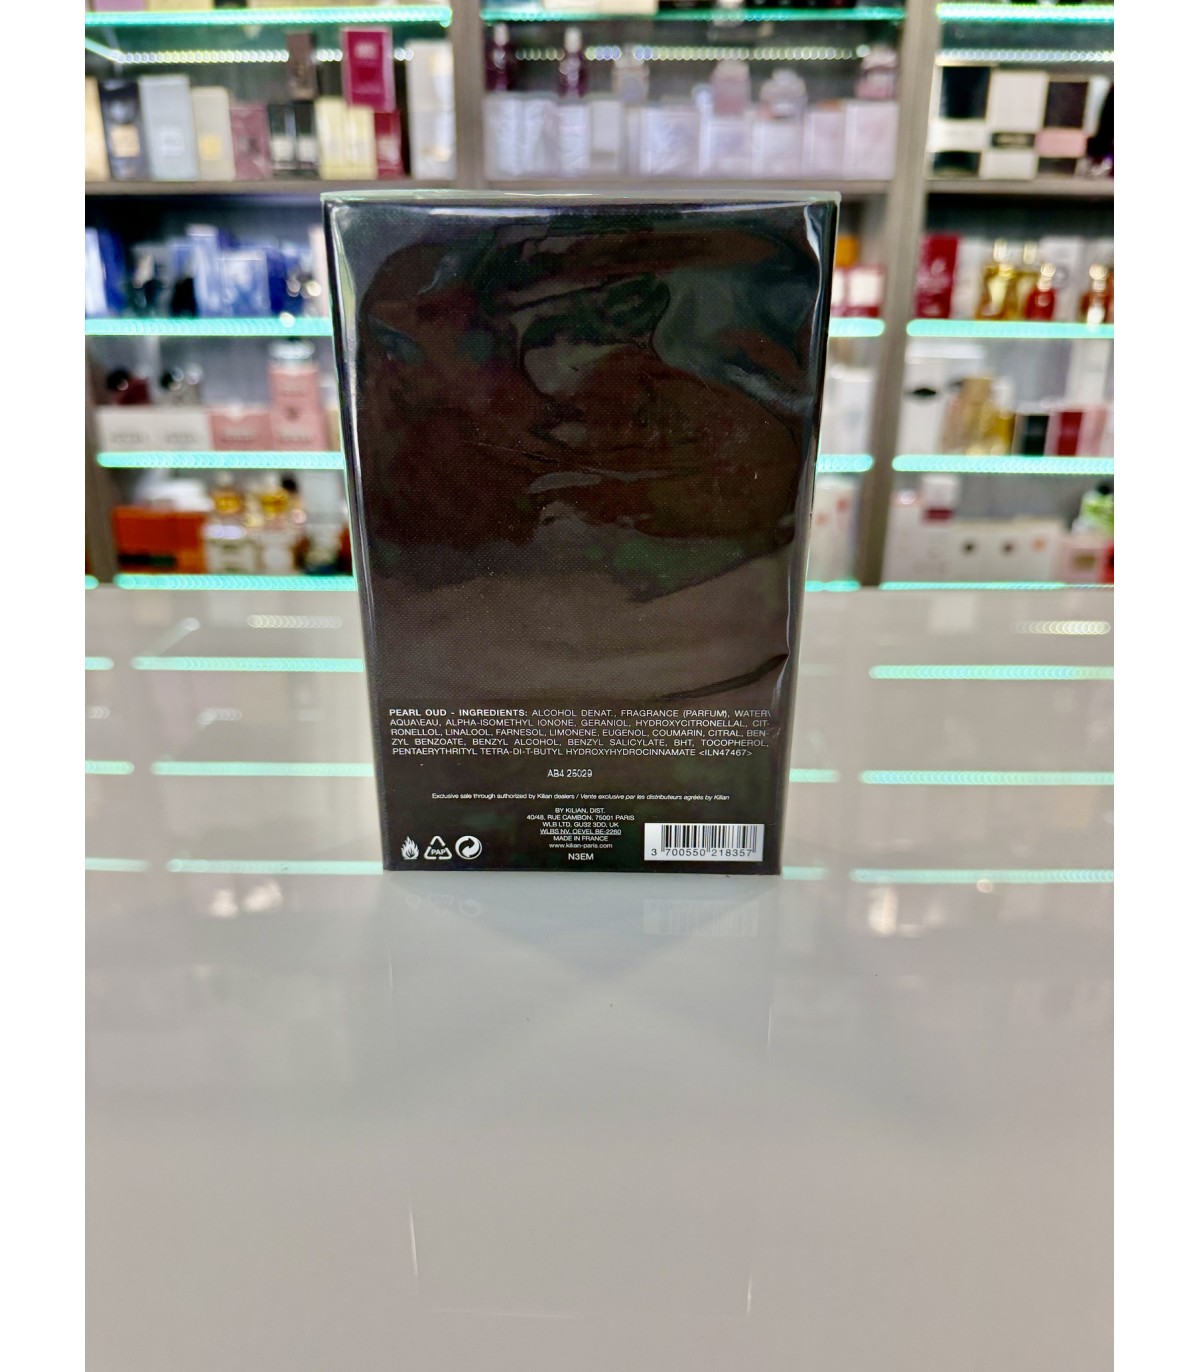 PEARL OUD - INGREDIENTS: ALCOHOL DENAT., FRAGRANCE (PARFUM), WATER\
AQUA\EAU, ALPHA-ISOMETHYL IONONE, GERANIOL, HYDROXYCITRONELLAL, CIT-
RONELLOL, LINALOOL, FARNESOL, LIMONENE, EUGENOL, COUMARIN, CITRAL, BEN-
ZYL BENZOATE, BENZYL ALCOHOL, BENZYL SALICYLATE, BHT, TOCOPHEROL,
PENTAERYTHRITYL TETRA-DI-T-BUTYL HYDROXYHYDROCINNAMATE <ILN47467>
AB4 25029
Exclusive sale through authorized by Kilian dealers / Vente exclusive par les distributeurs agréés by Kilian
BY KILIAN, DIST.
40/48, RUE CAMBON, 75001 PARIS
WLB LTD. GU32 3DD, UK
WLBS NV. OEVEL BE-2260
MADE IN FRANCE
www.kilian-paris.com
N3EM
PAP
3 700550 218357